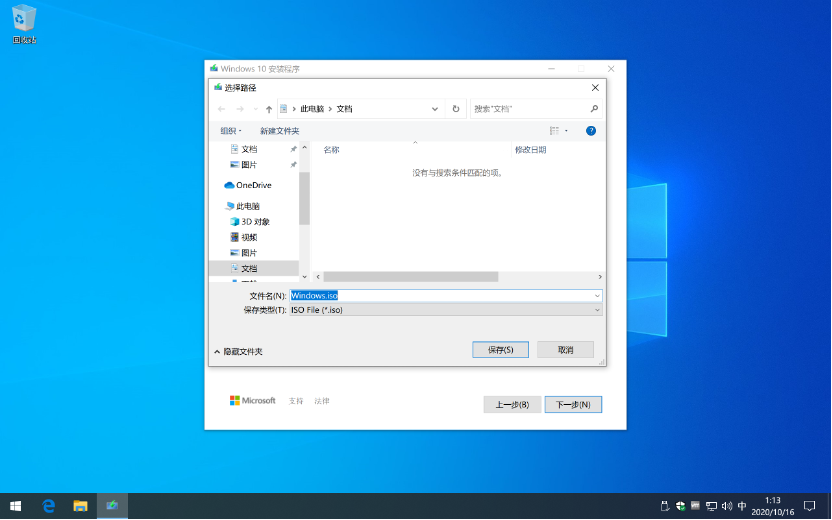 回收站
Windows 10 安装程序
选择路径
此电脑 > 文档
搜索"文档"
组织 新建文件夹
文档
图片
OneDrive
此电脑
3D 对象
视频
图片
文档
名称 修改日期
没有与搜索条件匹配的项。
文件名(N): Windows.iso
保存类型(T): ISO File (*.iso)
隐藏文件夹 保存(S) 取消
Microsoft 支持 法律 上一步(B) 下一步(N)
中 1:13
2020/10/16